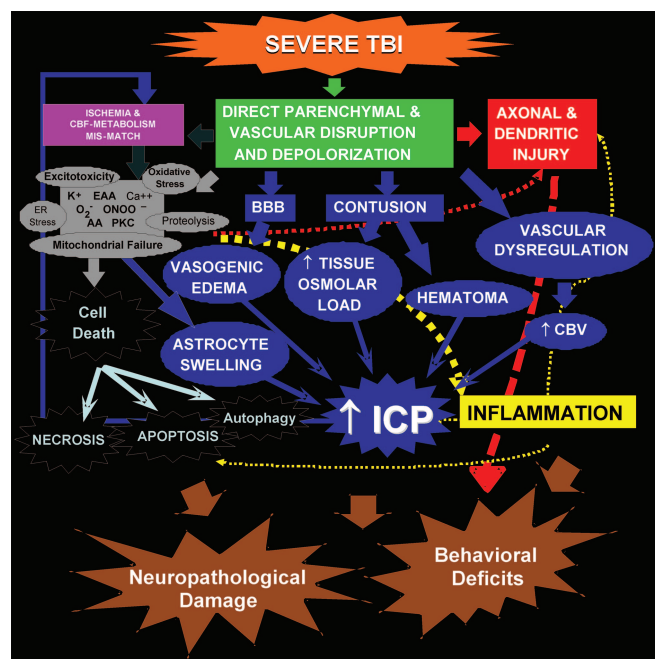 SEVERE TBI
ISCHEMIA &
CBF-METABOLISM
MIS-MATCH
DIRECT PARENCHYMAL &
VASCULAR DISRUPTION
AND DEPOLORIZATION
AXONAL &
DENDRITIC
INJURY
Excitotoxicity
Oxidative
Stress
K+ EAA Ca++
O2- ONOO −
AA PKC
ER
Stress
Proteolysis
Mitochondrial Failure
BBB
CONTUSION
VASCULAR
DYSREGULATION
VASOGENIC
EDEMA
↑ TISSUE
OSMOLAR
LOAD
HEMATOMA
Cell
Death
ASTROCYTE
SWELLING
↑ CBV
NECROSIS
APOPTOSIS
Autophagy
↑ ICP
INFLAMMATION
Neuropathological
Damage
Behavioral
Deficits